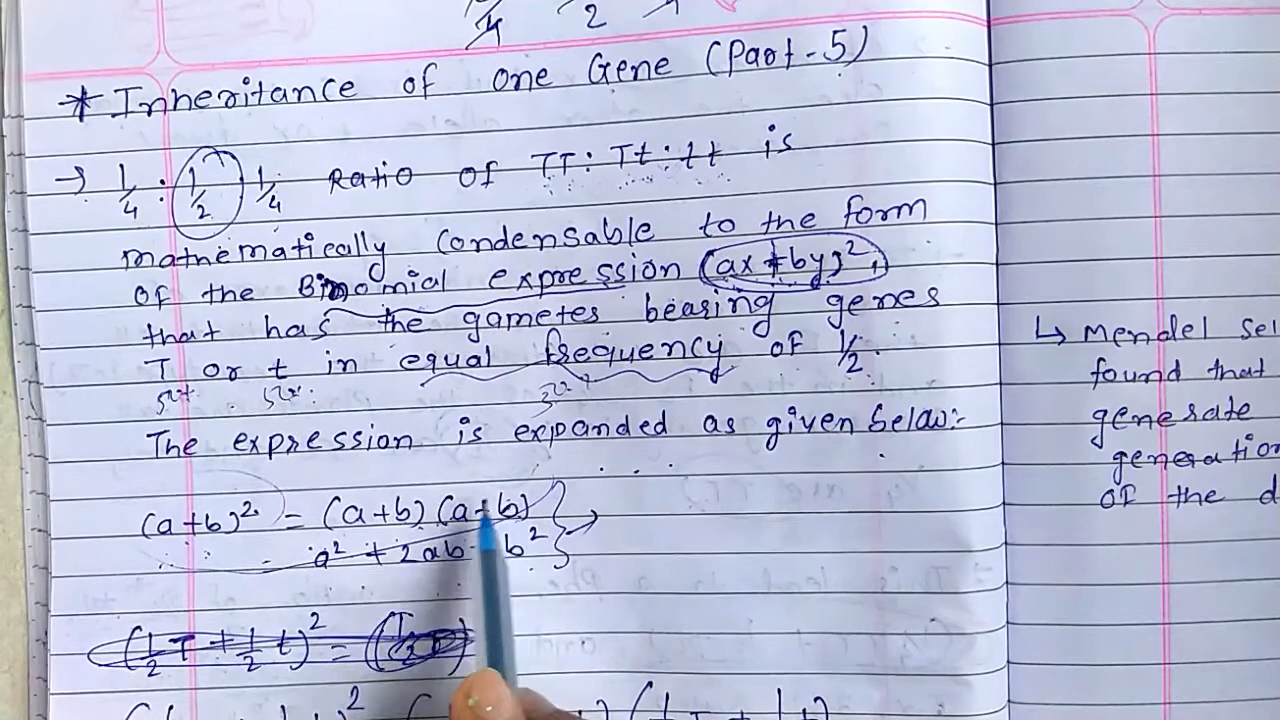 * Inheritance of one Gene (Part-5)
→ 1/4 : 1/2 : 1/4 Ratio of TT : Tt : tt is
mathematically condensable to the form
of the Binomial expression (ax+by)²,
that has the gametes bearing genes
T or t in equal frequency of 1/2.
The expression is expanded as given below:-
(a+b)² = (a+b) (a+b)
a² + 2ab b²
(1/2 T + 1/2 t)² =
↳ Mendel
found that
generate
generation
of the